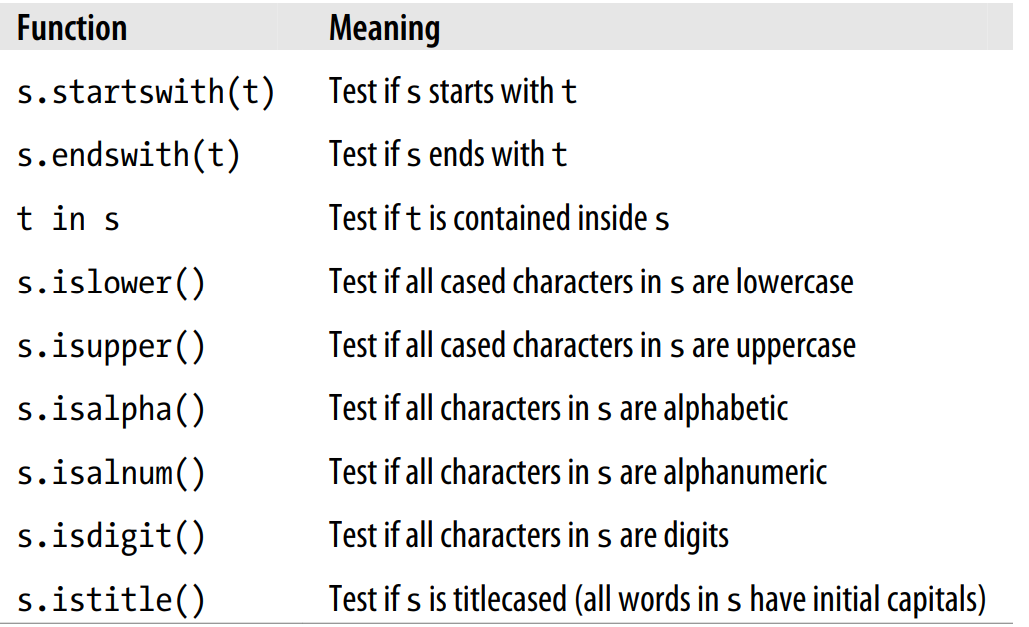 Function Meaning
s.startswith(t) Test if s starts with t
s.endswith(t) Test if s ends with t
t in s Test if t is contained inside s
s.islower() Test if all cased characters in s are lowercase
s.isupper() Test if all cased characters in s are uppercase
s.isalpha() Test if all characters in s are alphabetic
s.isalnum() Test if all characters in s are alphanumeric
s.isdigit() Test if all characters in s are digits
s.istitle() Test if s is titlecased (all words in s have initial capitals)